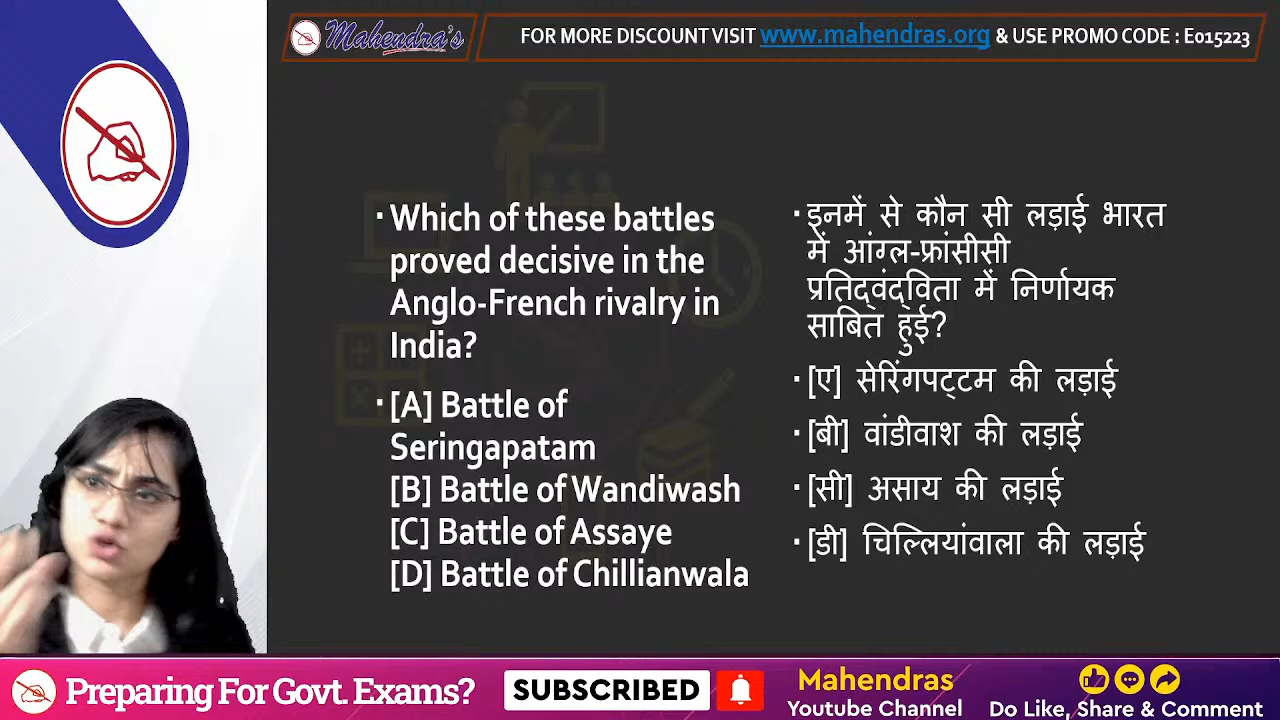 Mahendra's
FOR MORE DISCOUNT VISIT www.mahendras.org & USE PROMO CODE : E015223
· Which of these battles
proved decisive in the
Anglo-French rivalry in
India?
· [A] Battle of
Seringapatam
[B] Battle of Wandiwash
[C] Battle of Assaye
[D] Battle of Chillianwala
· इनमें से कौन सी लड़ाई भारत
में आंग्ल-फ्रांसीसी
प्रतिद्वंद्विता में निर्णायक
साबित हुई?
· [ए] सेरिंगपट्टम की लड़ाई
· [बी] वांडीवाश की लड़ाई
· [सी] असाय की लड़ाई
· [डी] चिल्लियांवाला की लड़ाई
Preparing For Govt. Exams?
SUBSCRIBED
Mahendras
Youtube Channel
Do Like, Share & Comment